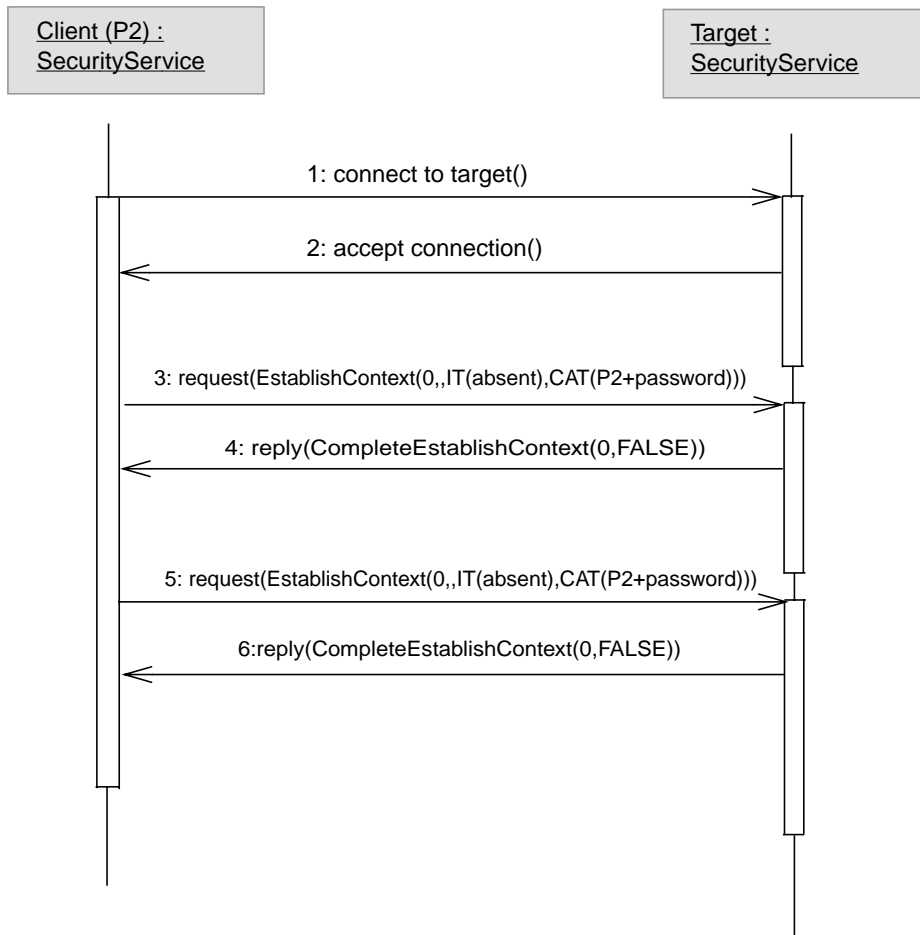 Client (P2) :
SecurityService
Target :
SecurityService
1: connect to target()
2: accept connection()
3: request(EstablishContext(0,,IT(absent),CAT(P2+password)))
4: reply(CompleteEstablishContext(0,FALSE))
5: request(EstablishContext(0,,IT(absent),CAT(P2+password)))
6:reply(CompleteEstablishContext(0,FALSE))